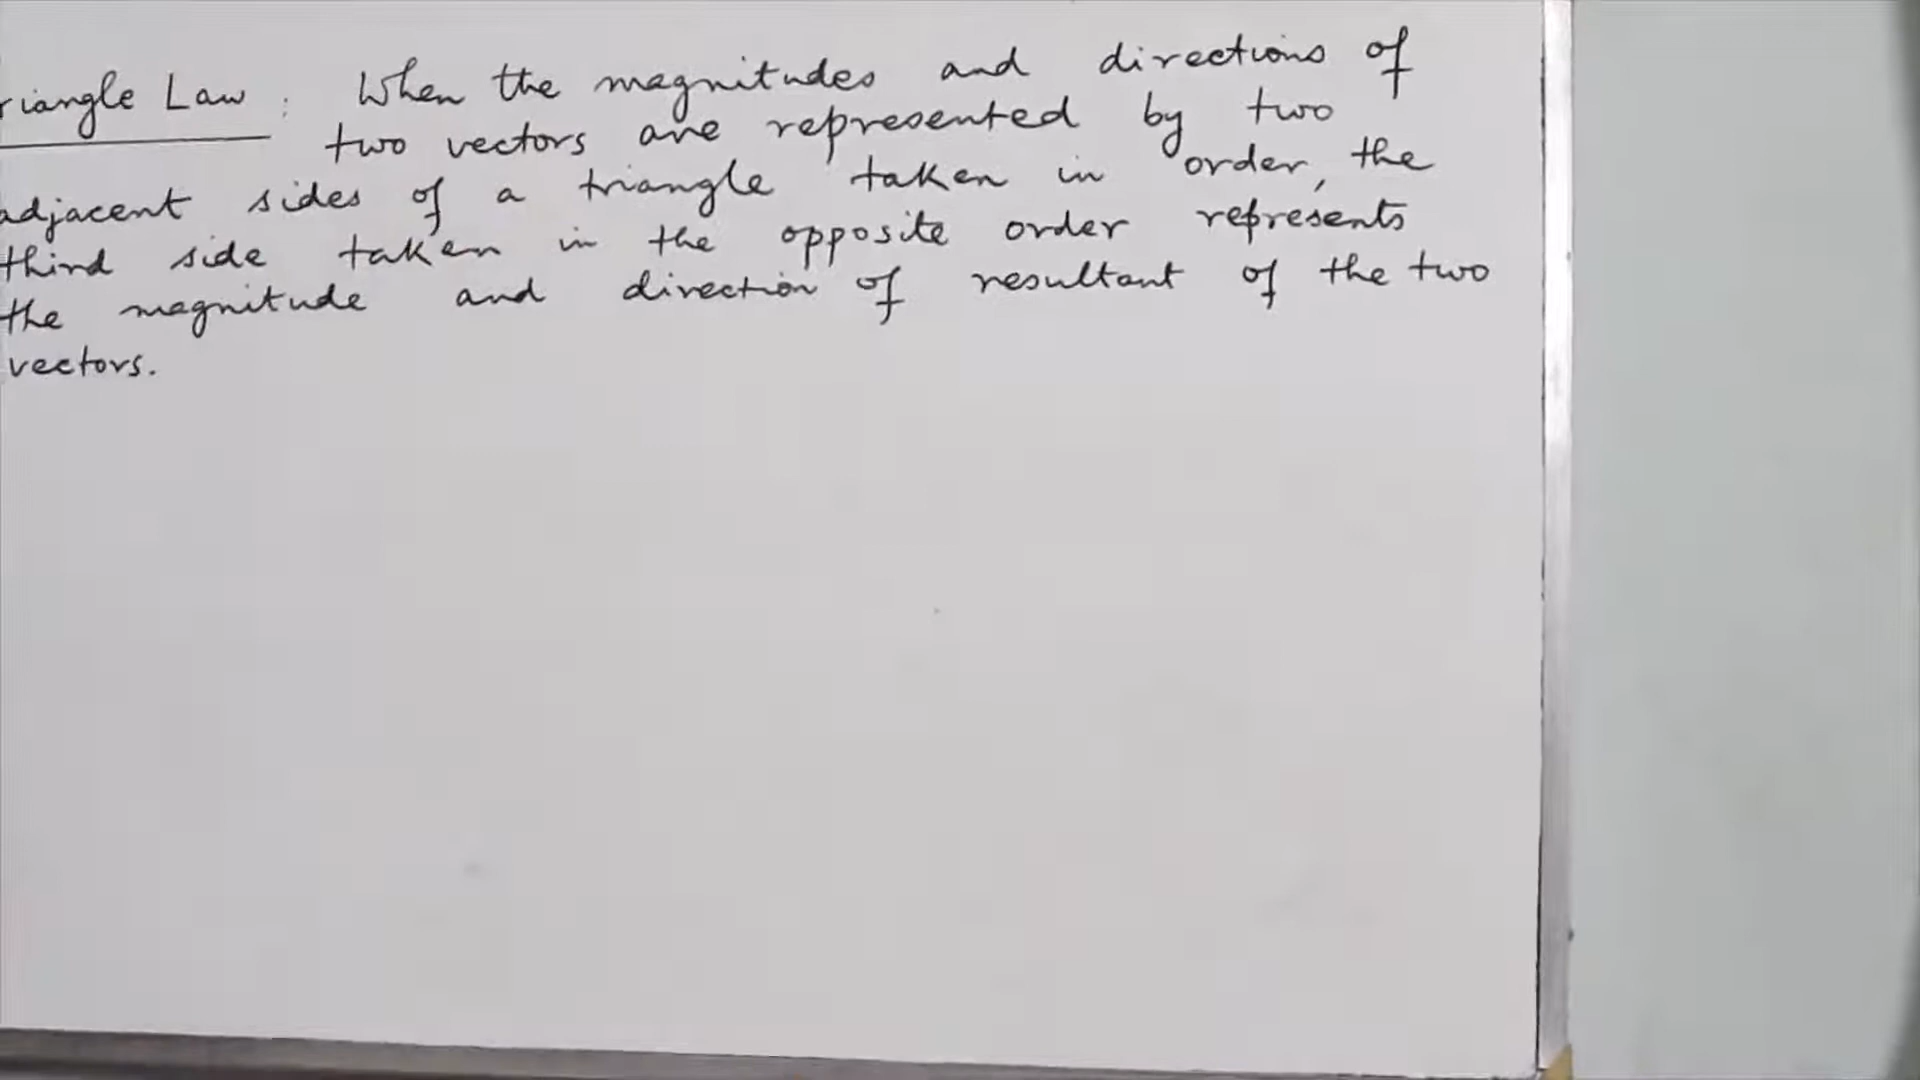 riangle Law : When the magnitudes and directions of
two vectors are represented by two
adjacent sides of a triangle taken in order, the
third side taken in the opposite order represents
the magnitude and direction of resultant of the two
vectors.